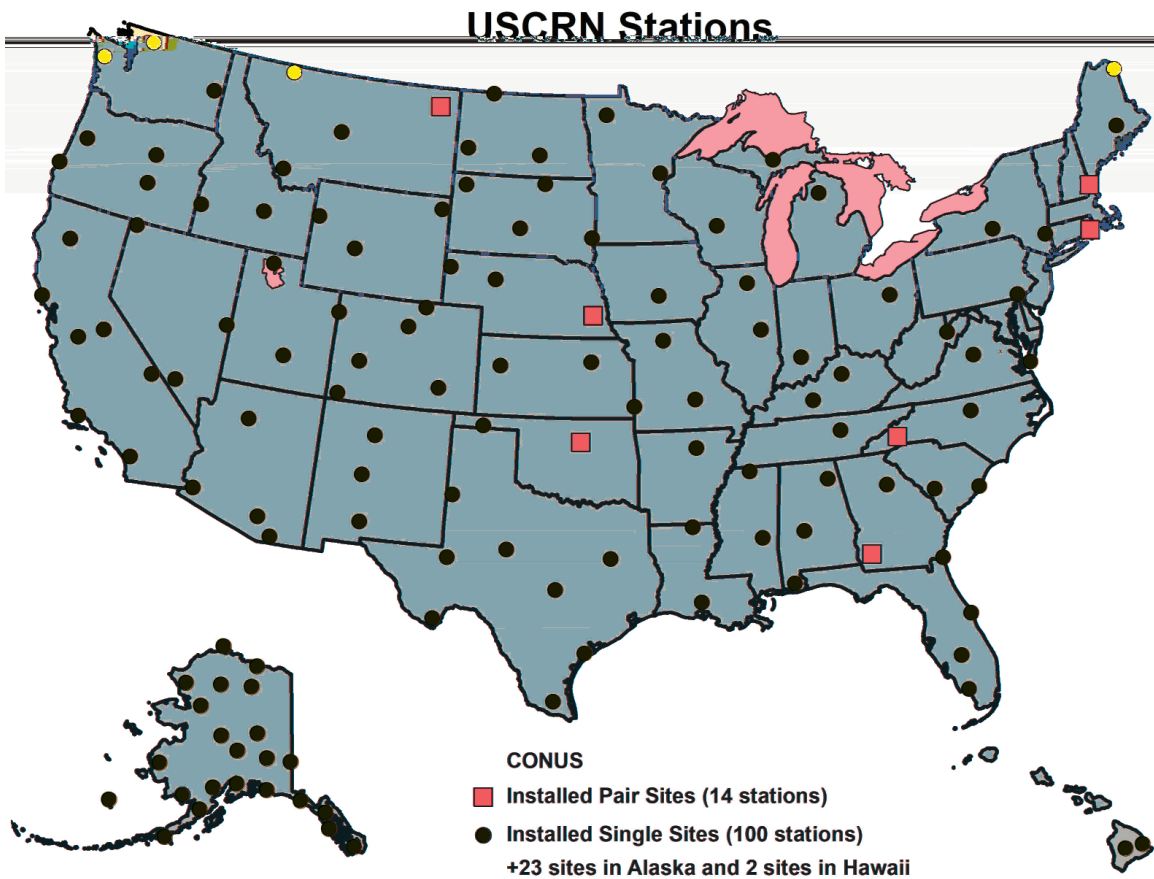 USCRN Stations
CONUS
Installed Pair Sites (14 stations)
Installed Single Sites (100 stations)
+23 sites in Alaska and 2 sites in Hawaii